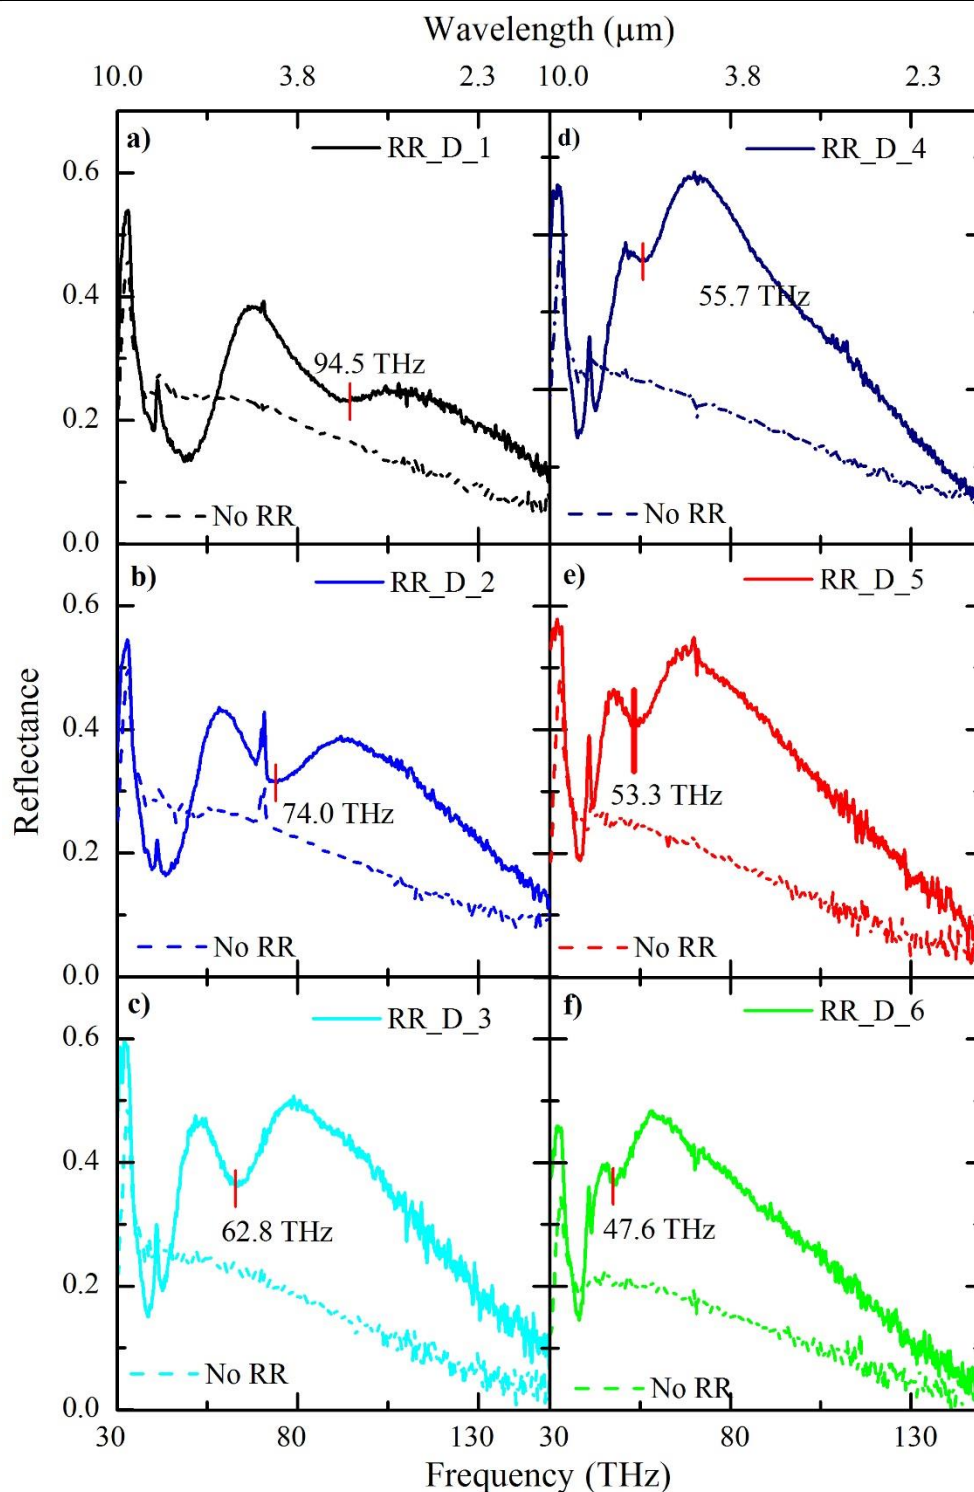 Wavelength (µm)
10.0 3.8 2.3 10.0 3.8 2.3
a) RR_D_1
0.6
0.4
94.5 THz
0.2
No RR
0.0
d) RR_D_4
55.7 THz
No RR
b) RR_D_2
0.6
0.4
74.0 THz
0.2
No RR
0.0
e) RR_D_5
53.3 THz
No RR
c) RR_D_3
0.6
0.4
62.8 THz
0.2
No RR
0.0
f) RR_D_6
47.6 THz
No RR
Reflectance
30 80 130 30 80 130
Frequency (THz)